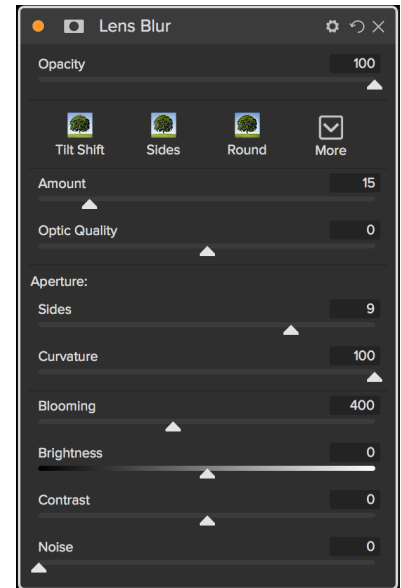 Lens Blur
Opacity 100
Tilt Shift Sides Round More
Amount 15
Optic Quality 0
Aperture:
Sides 9
Curvature 100
Blooming 400
Brightness 0
Contrast 0
Noise 0